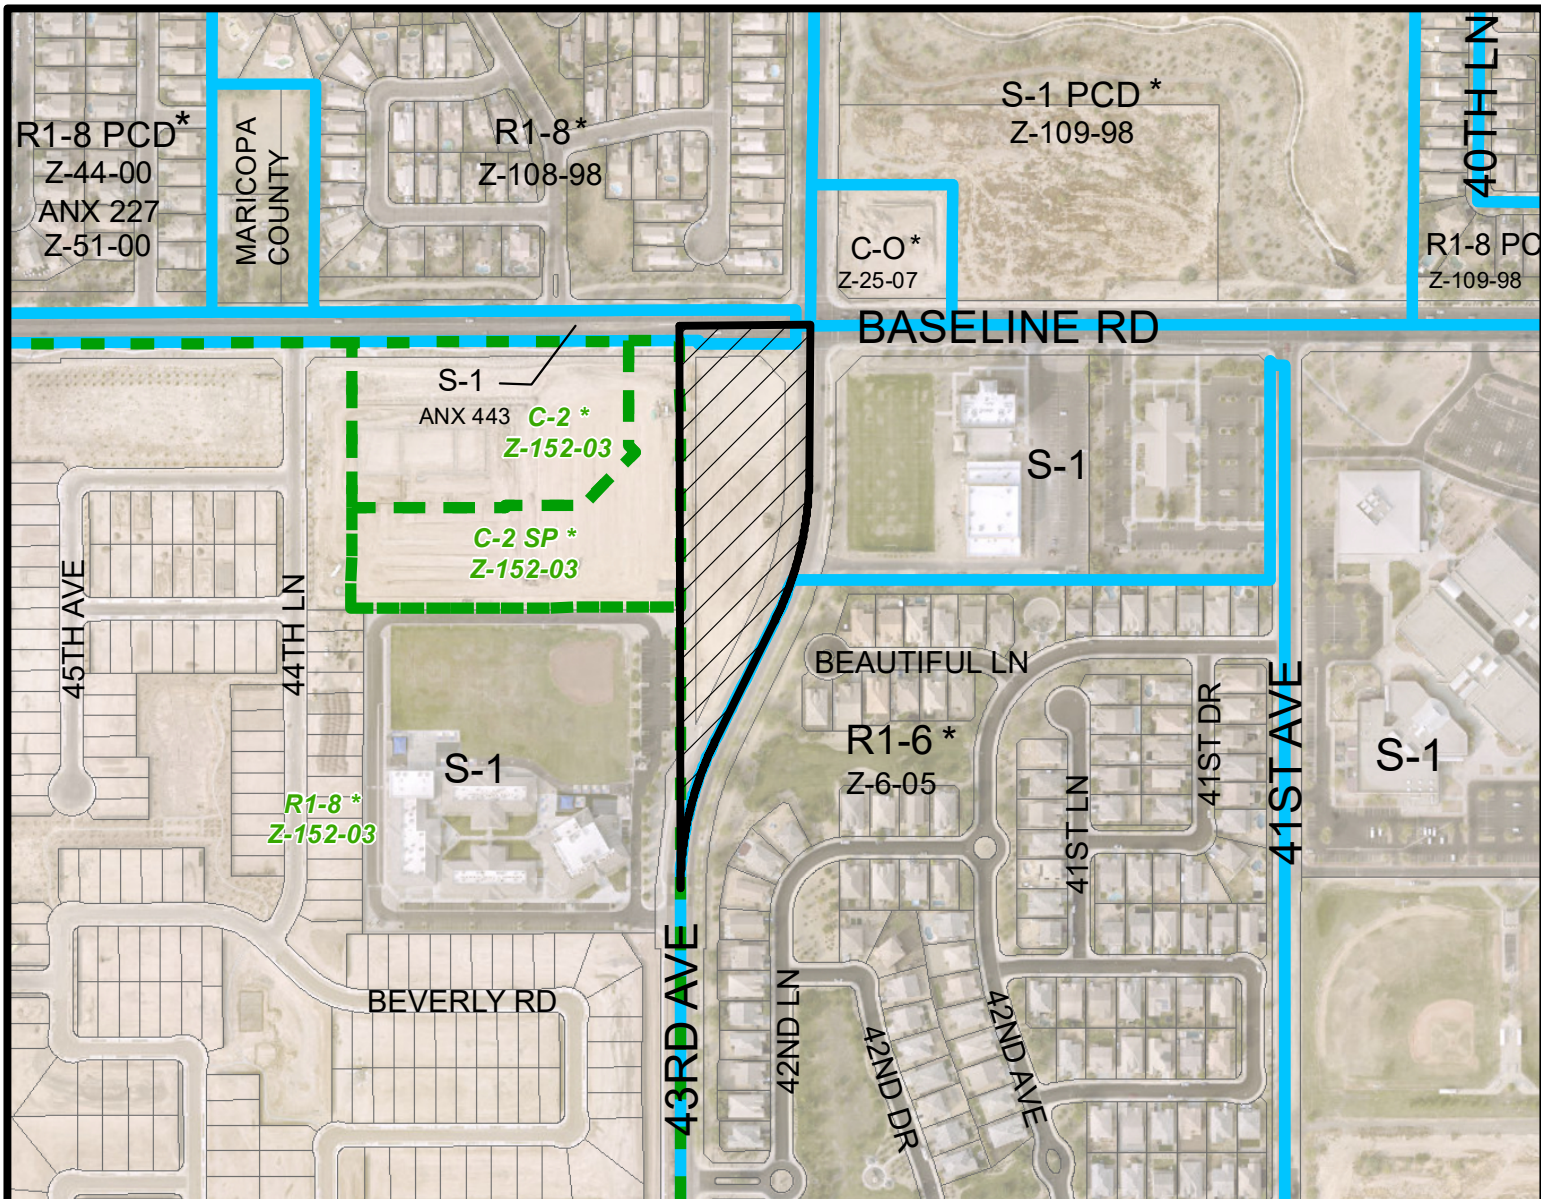 R1-8 PCD*
Z-44-00
ANX 227
Z-51-00
MARICOPA
COUNTY
R1-8*
Z-108-98
S-1 PCD *
Z-109-98
40TH LN
C-O*
Z-25-07
R1-8 PC
Z-109-98
BASELINE RD
S-1
ANX 443
C-2 *
Z-152-03
C-2 SP *
Z-152-03
S-1
45TH AVE
44TH LN
BEAUTIFUL LN
R1-6 *
Z-6-05
41ST DR
41ST LN
41ST AVE
S-1
S-1
R1-8 *
Z-152-03
BEVERLY RD
43RD AVE
42ND LN
42ND DR
42ND AVE